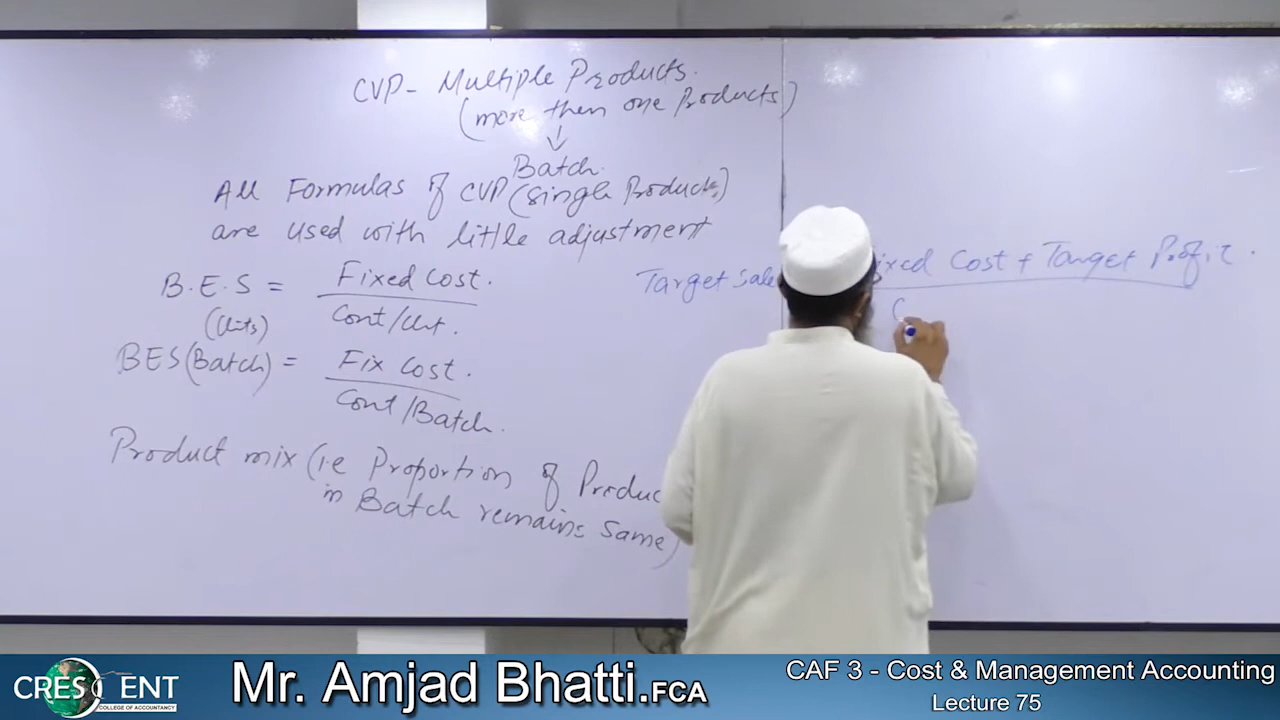 CVP - Multiple Products.
(more then one Products)
Batch.
All Formulas of CVP (Single Products)
are used with little adjustment
B.E.S = Fixed Cost.
(Units) Cont/Unt.
BES(Batch) = Fix Cost.
Cont/Batch.
Product mix (i.e Proportion of Produc
in Batch remains same)
Target Sale
ixed Cost + Target Profit.
C
CRESCENT
COLLEGE OF ACCOUNTANCY
Mr. Amjad Bhatti.FCA
CAF 3 - Cost & Management Accounting
Lecture 75